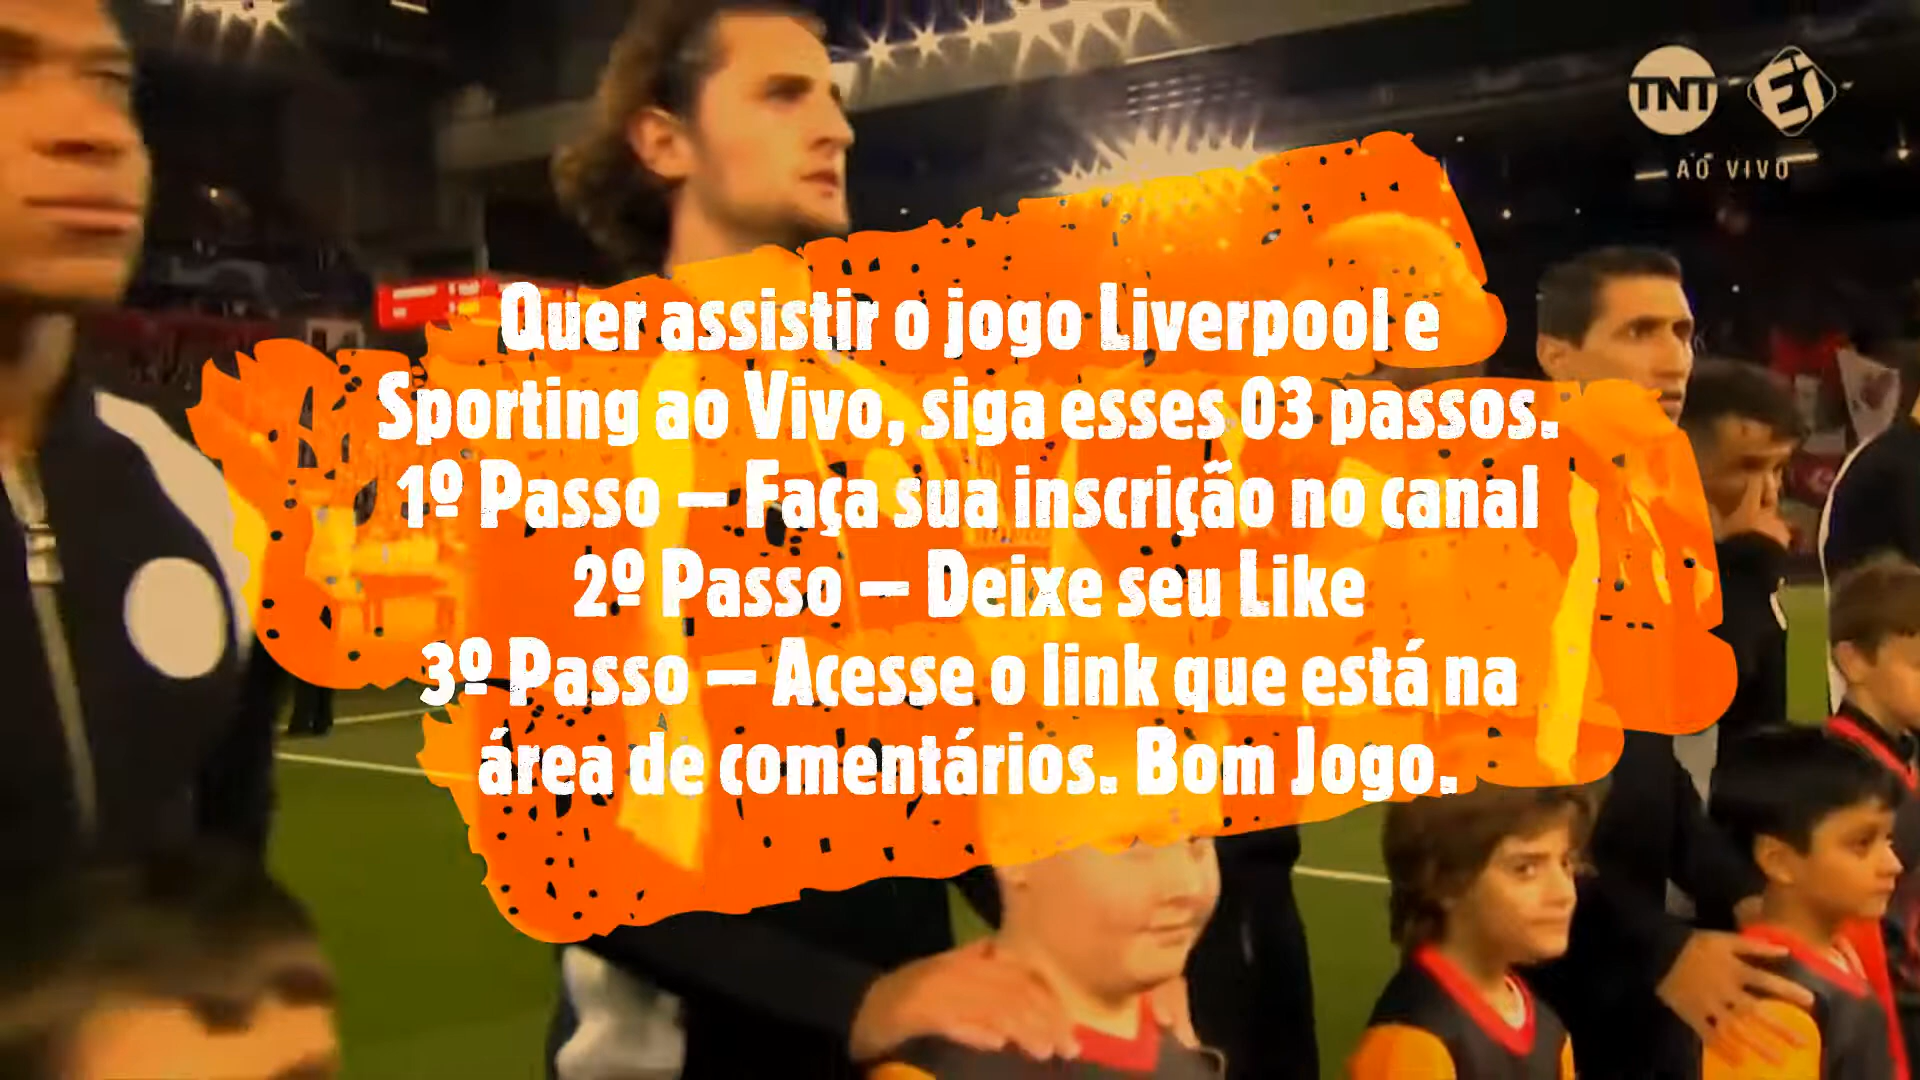 TNT Ei
AO VIVO
Quer assistir o jogo Liverpool e
Sporting ao Vivo, siga esses 03 passos.
1º Passo – Faça sua inscrição no canal
2º Passo – Deixe seu Like
3º Passo – Acesse o link que está na
área de comentários. Bom Jogo.